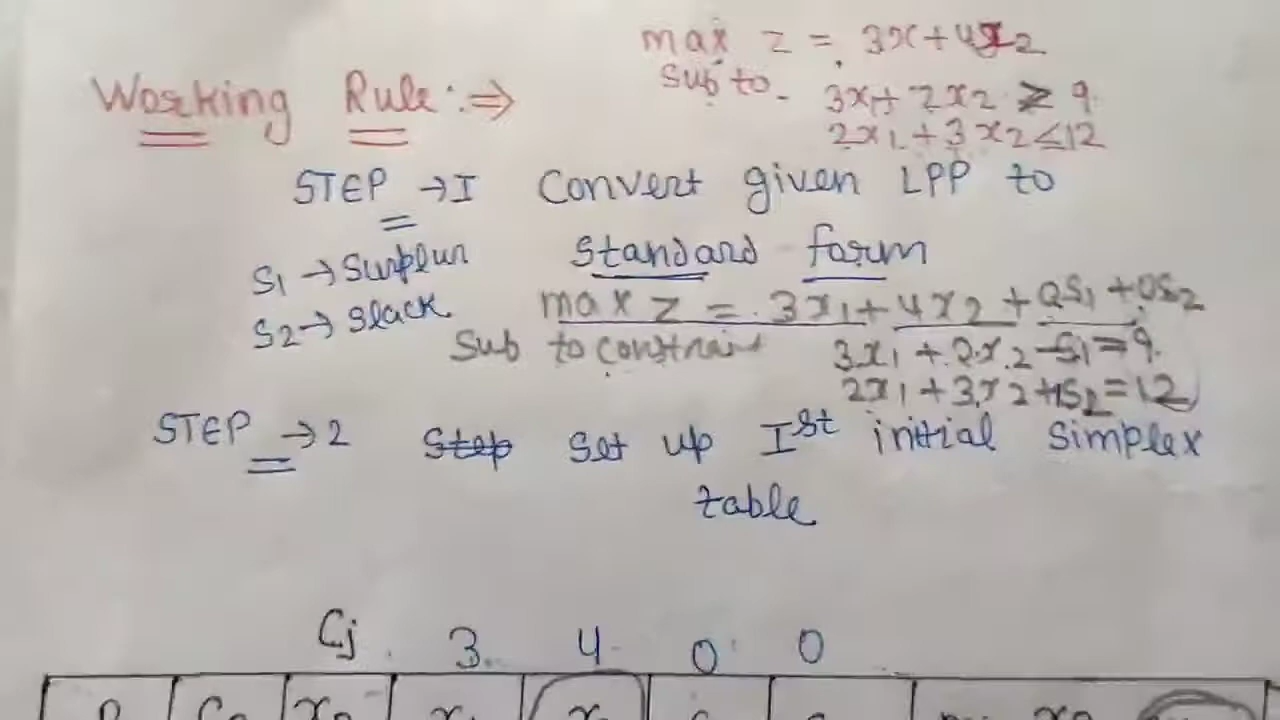 max z = 3x + 4x2
sub to - 3x1 + 2x2 ≥ 9
2x1 + 3x2 ≤ 12
Working Rule :⇒
STEP → I Convert given LPP to
Standard form
S1 → Surplun
S2 → Slack
max z = 3x1 + 4x2 + 0S1 + 0S2
Sub to constraint
3x1 + 2x2 - S1 = 9
2x1 + 3x2 + 1S2 = 12
STEP → 2 Step Set up Ist initial Simplex
table
Cj 3 4 0 0